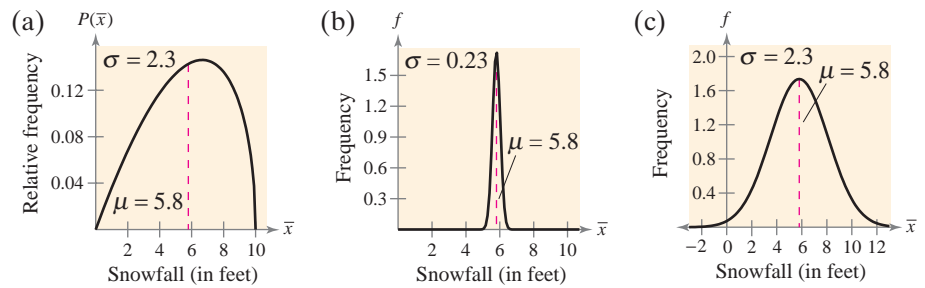 (a)
P(x̄)
σ = 2.3
0.12
0.08
0.04
μ = 5.8
Relative frequency
2 4 6 8 10
x̄
Snowfall (in feet)
(b)
f
σ = 0.23
1.5
1.2
0.9
0.6
0.3
μ = 5.8
Frequency
2 4 6 8 10
x̄
Snowfall (in feet)
(c)
f
2.0
σ = 2.3
μ = 5.8
1.6
1.2
0.8
0.4
Frequency
−2 0 2 4 6 8 10 12
x̄
Snowfall (in feet)